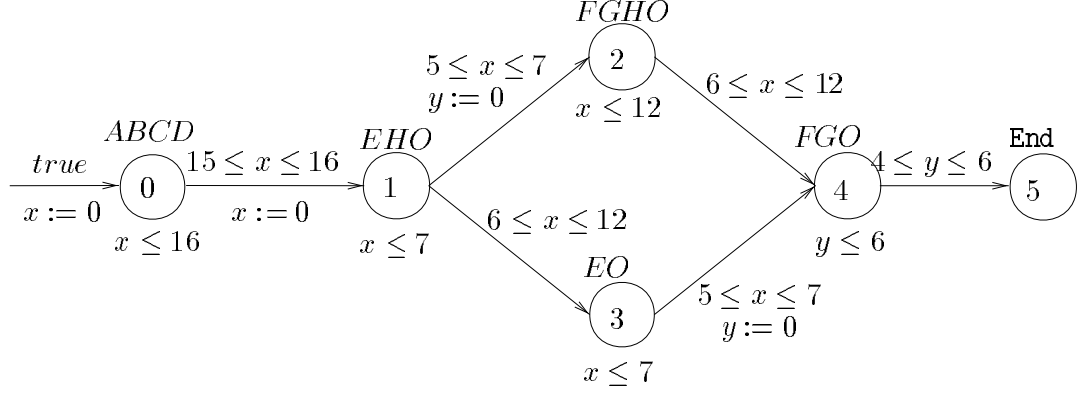 FGHO
2
x ≤ 12
5 ≤ x ≤ 7
y := 0
6 ≤ x ≤ 12
ABCD
true
x := 0
0
x ≤ 16
15 ≤ x ≤ 16
x := 0
EHO
1
x ≤ 7
FGO
4
y ≤ 6
4 ≤ y ≤ 6
End
5
6 ≤ x ≤ 12
EO
3
x ≤ 7
5 ≤ x ≤ 7
y := 0